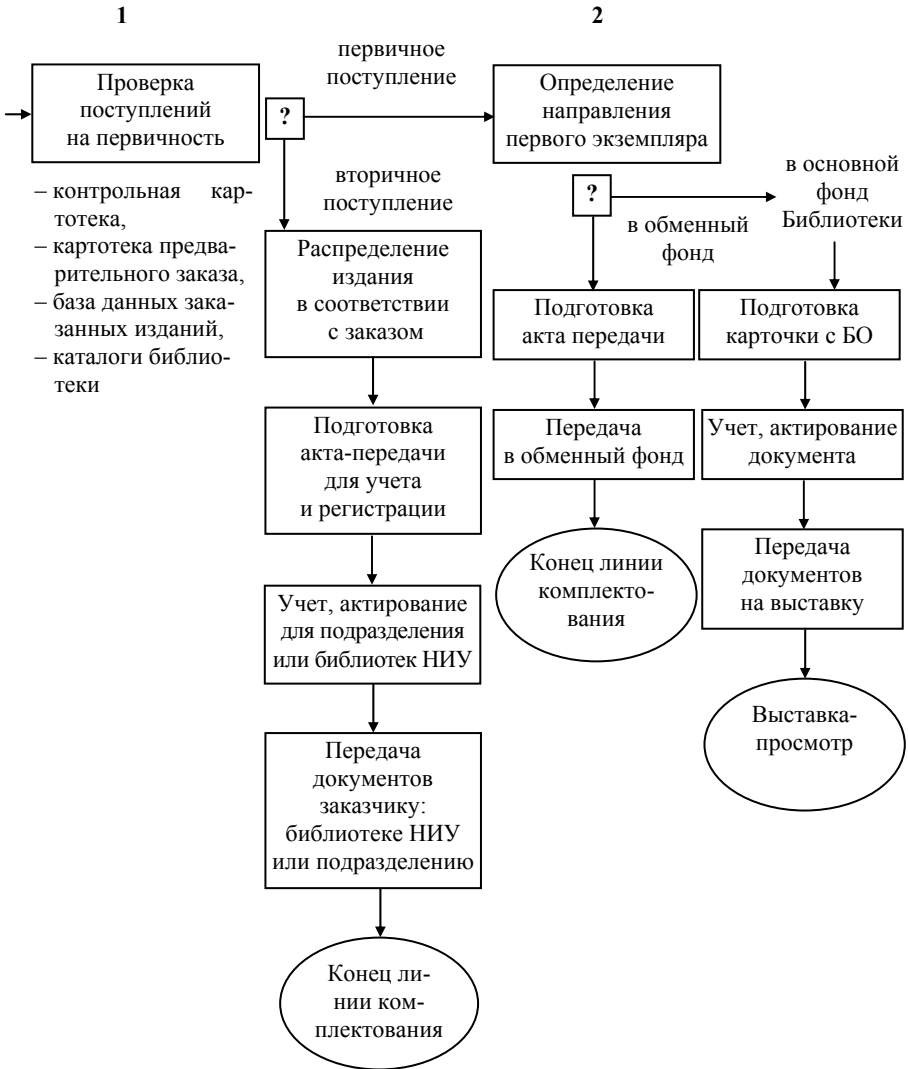 1
2
Проверка
поступлений
на первичность
?
первичное
поступление
Определение
направления
первого экземпляра
– контрольная кар-
тотека,
– картотека предва-
рительного заказа,
– база данных зака-
занных изданий,
– каталоги библио-
теки
вторичное
поступление
Распределение
издания
в соответствии
с заказом
Подготовка
акта-передачи
для учета
и регистрации
Учет, актирование
для подразделения
или библиотек НИУ
Передача
документов
заказчику:
библиотеке НИУ
или подразделению
Конец ли-
нии ком-
плектования
?
в обменный
фонд
Подготовка
акта передачи
Передача
в обменный фонд
Конец линии
комплекто-
вания
в основной
фонд
Библиотеки
Подготовка
карточки с БО
Учет, актирование
документа
Передача
документов
на выставку
Выставка-
просмотр